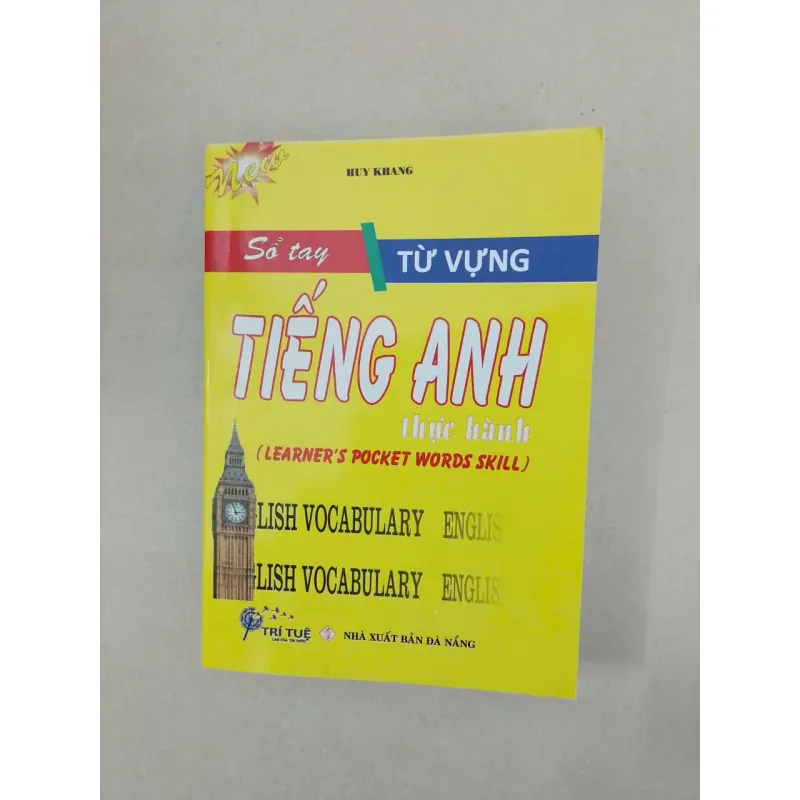 New
HUY KHANG
Sổ tay TỪ VỰNG
TIẾNG ANH
thực hành
(LEARNER'S POCKET WORDS SKILL)
LISH VOCABULARY ENGLIS
LISH VOCABULARY ENGLIS
TRÍ TUỆ NHÀ XUẤT BẢN ĐÀ NẴNG